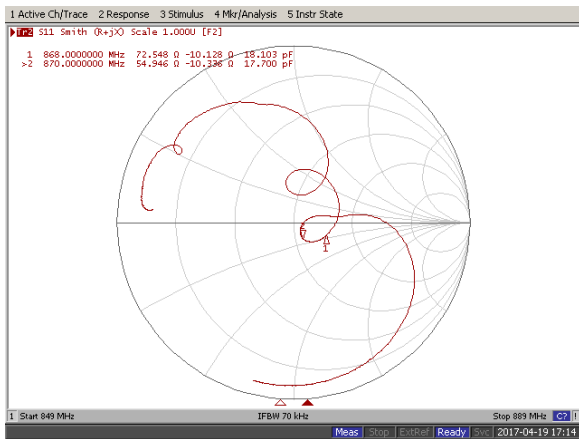 1 Active Ch/Trace 2 Response 3 Stimulus 4 Mkr/Analysis 5 Instr State
Tr2 S11 Smith (R+jX) Scale 1.000U [F2]
1 868.0000000 MHz 72.548 Ω -10.128 Ω 18.103 pF
>2 870.0000000 MHz 54.946 Ω -10.336 Ω 17.700 pF
1
1 Start 849 MHz IFBW 70 kHz Stop 889 MHz C? !
Meas Stop ExtRef Ready Svc 2017-04-19 17:14